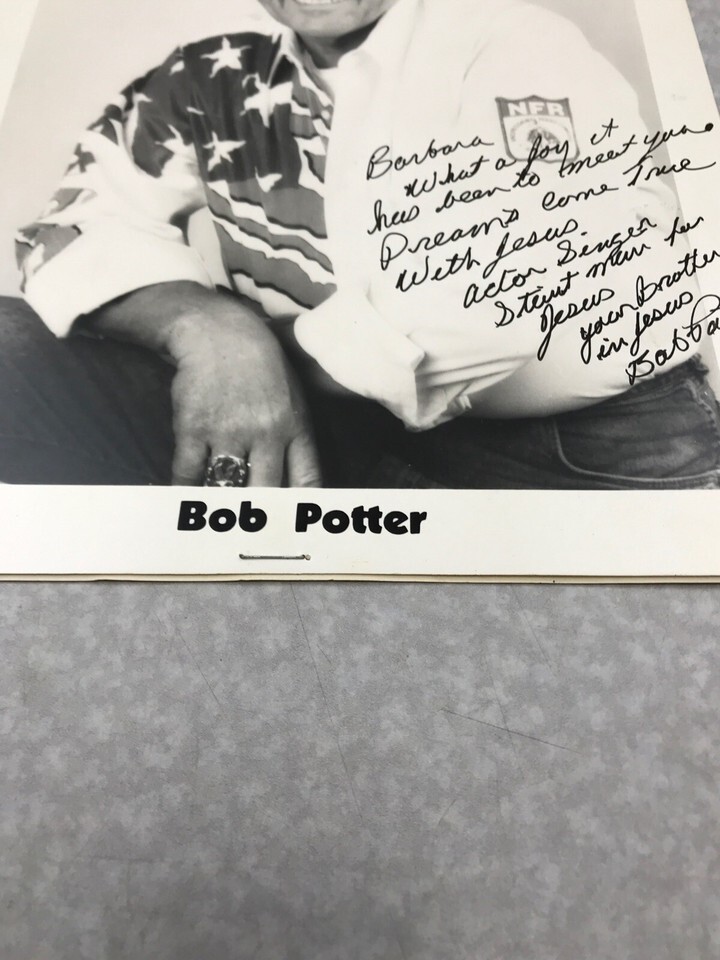 NFR
Barbara
What a Joy it
has been to meet you.
Dreams come True
With Jesus.
actor Singer
Stunt man for
Jesus
your Brother
in Jesus
Bob
Bob Potter